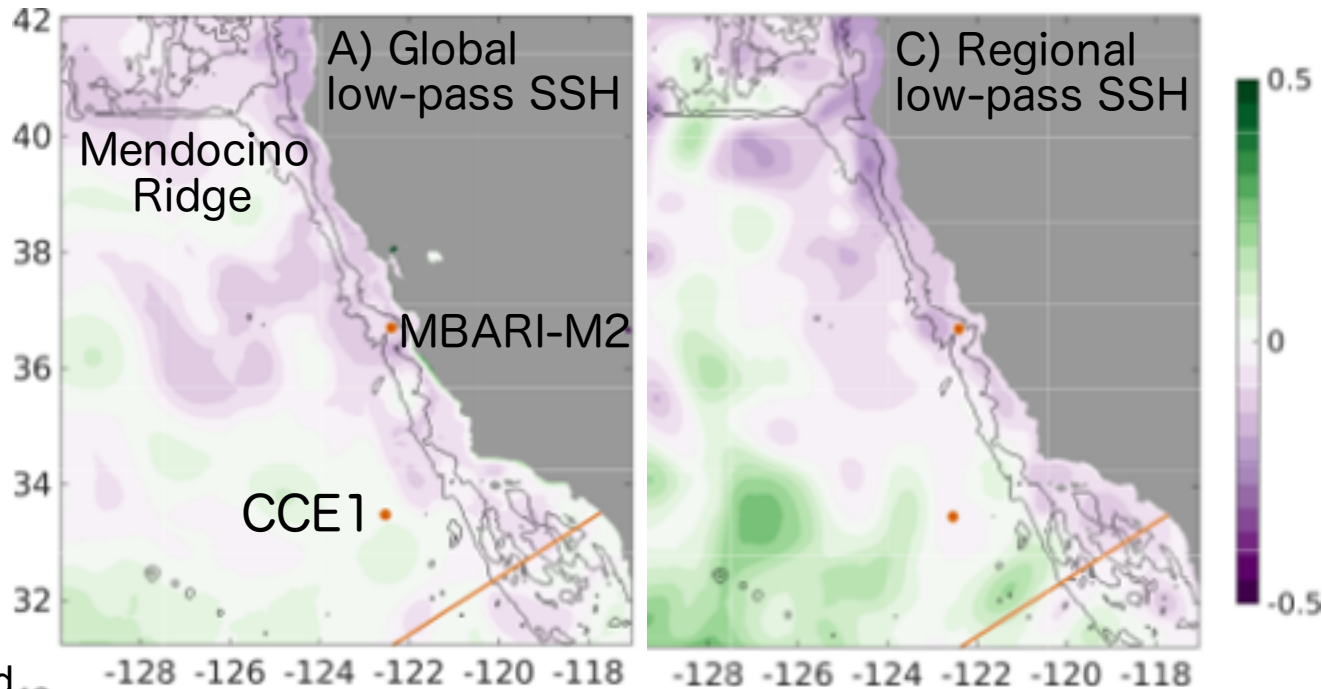 42
A) Global
low-pass SSH
C) Regional
low-pass SSH
0.5
40
Mendocino
Ridge
38
MBARI-M2
0
36
34
CCE1
32
-0.5
-128 -126 -124 -122 -120 -118
-128 -126 -124 -122 -120 -118
d